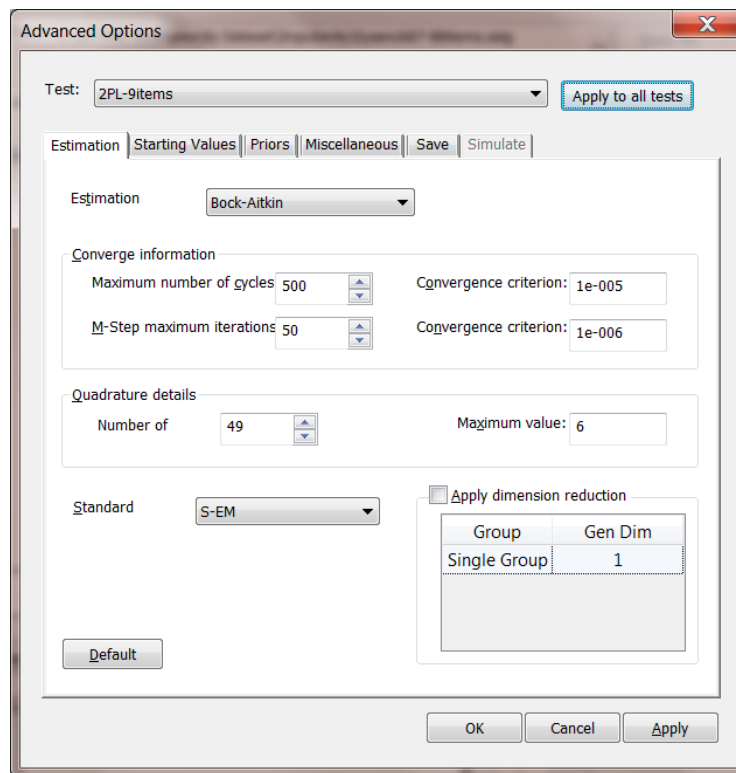 Advanced Options
Test: 2PL-9items Apply to all tests
Estimation Starting Values Priors Miscellaneous Save Simulate
Estimation Bock-Aitkin
Converge information
Maximum number of cycles 500 Convergence criterion: 1e-005
M-Step maximum iterations 50 Convergence criterion: 1e-006
Quadrature details
Number of 49 Maximum value: 6
Standard S-EM Apply dimension reduction
Group Gen Dim
Single Group 1
Default
OK Cancel Apply